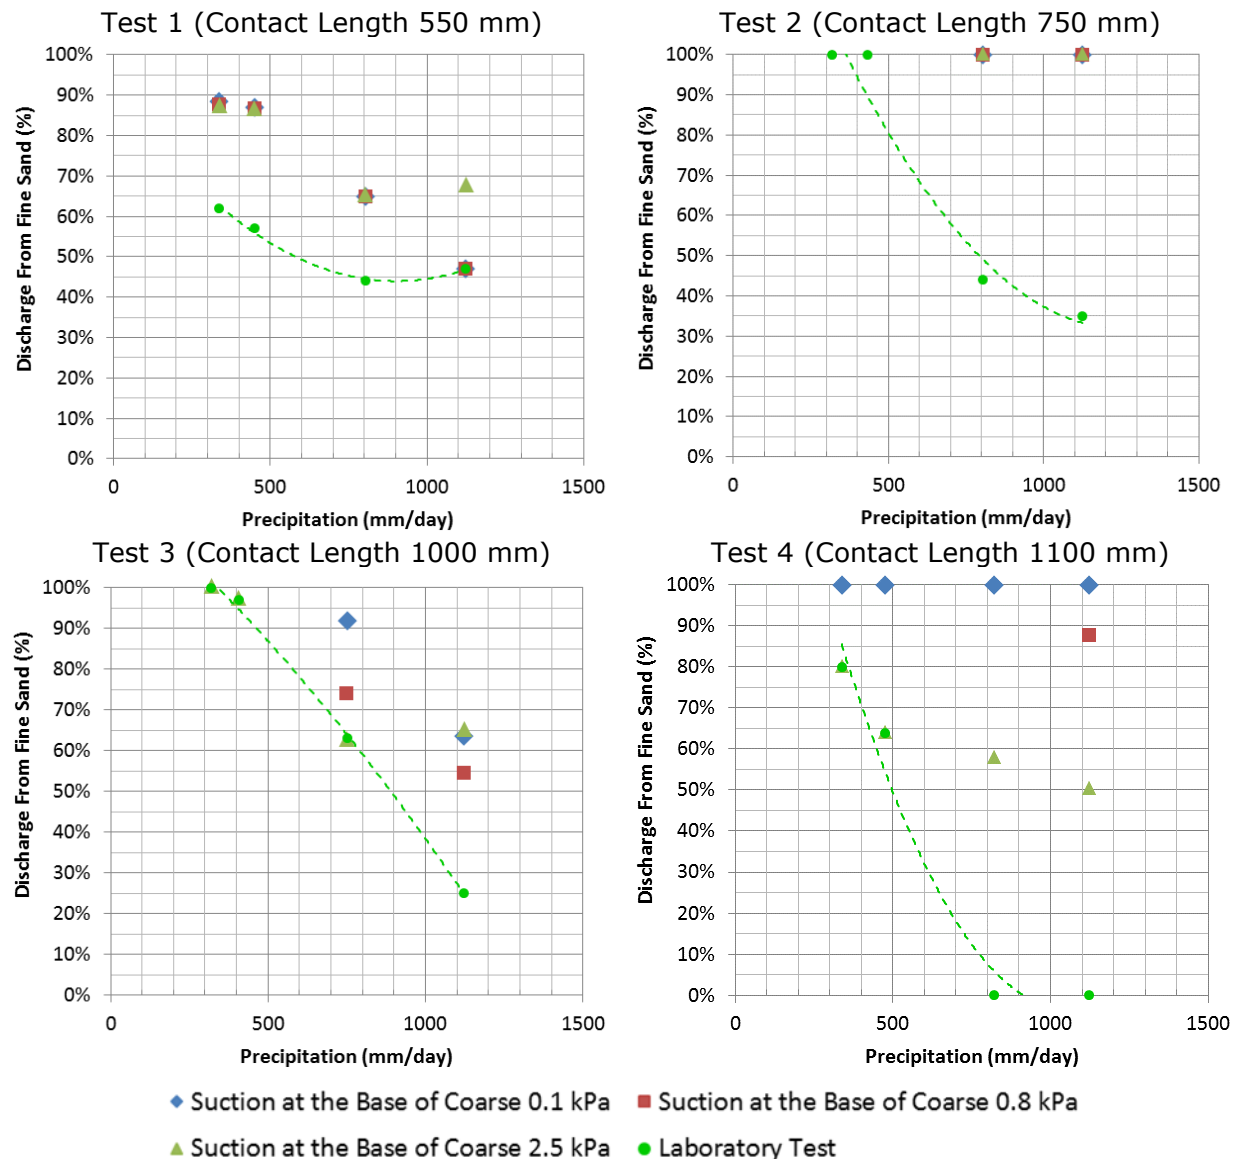 Test 1 (Contact Length 550 mm)
100%
90%
80%
70%
60%
50%
40%
30%
20%
10%
0%
Discharge From Fine Sand (%)
0 500 1000 1500
Precipitation (mm/day)
Test 2 (Contact Length 750 mm)
100%
90%
80%
70%
60%
50%
40%
30%
20%
10%
0%
Discharge From Fine Sand (%)
0 500 1000 1500
Precipitation (mm/day)
Test 3 (Contact Length 1000 mm)
100%
90%
80%
70%
60%
50%
40%
30%
20%
10%
0%
Discharge From Fine Sand (%)
0 500 1000 1500
Precipitation (mm/day)
Test 4 (Contact Length 1100 mm)
100%
90%
80%
70%
60%
50%
40%
30%
20%
10%
0%
Discharge From Fine Sand (%)
0 500 1000 1500
Precipitation (mm/day)
Suction at the Base of Coarse 0.1 kPa
Suction at the Base of Coarse 0.8 kPa
Suction at the Base of Coarse 2.5 kPa
Laboratory Test